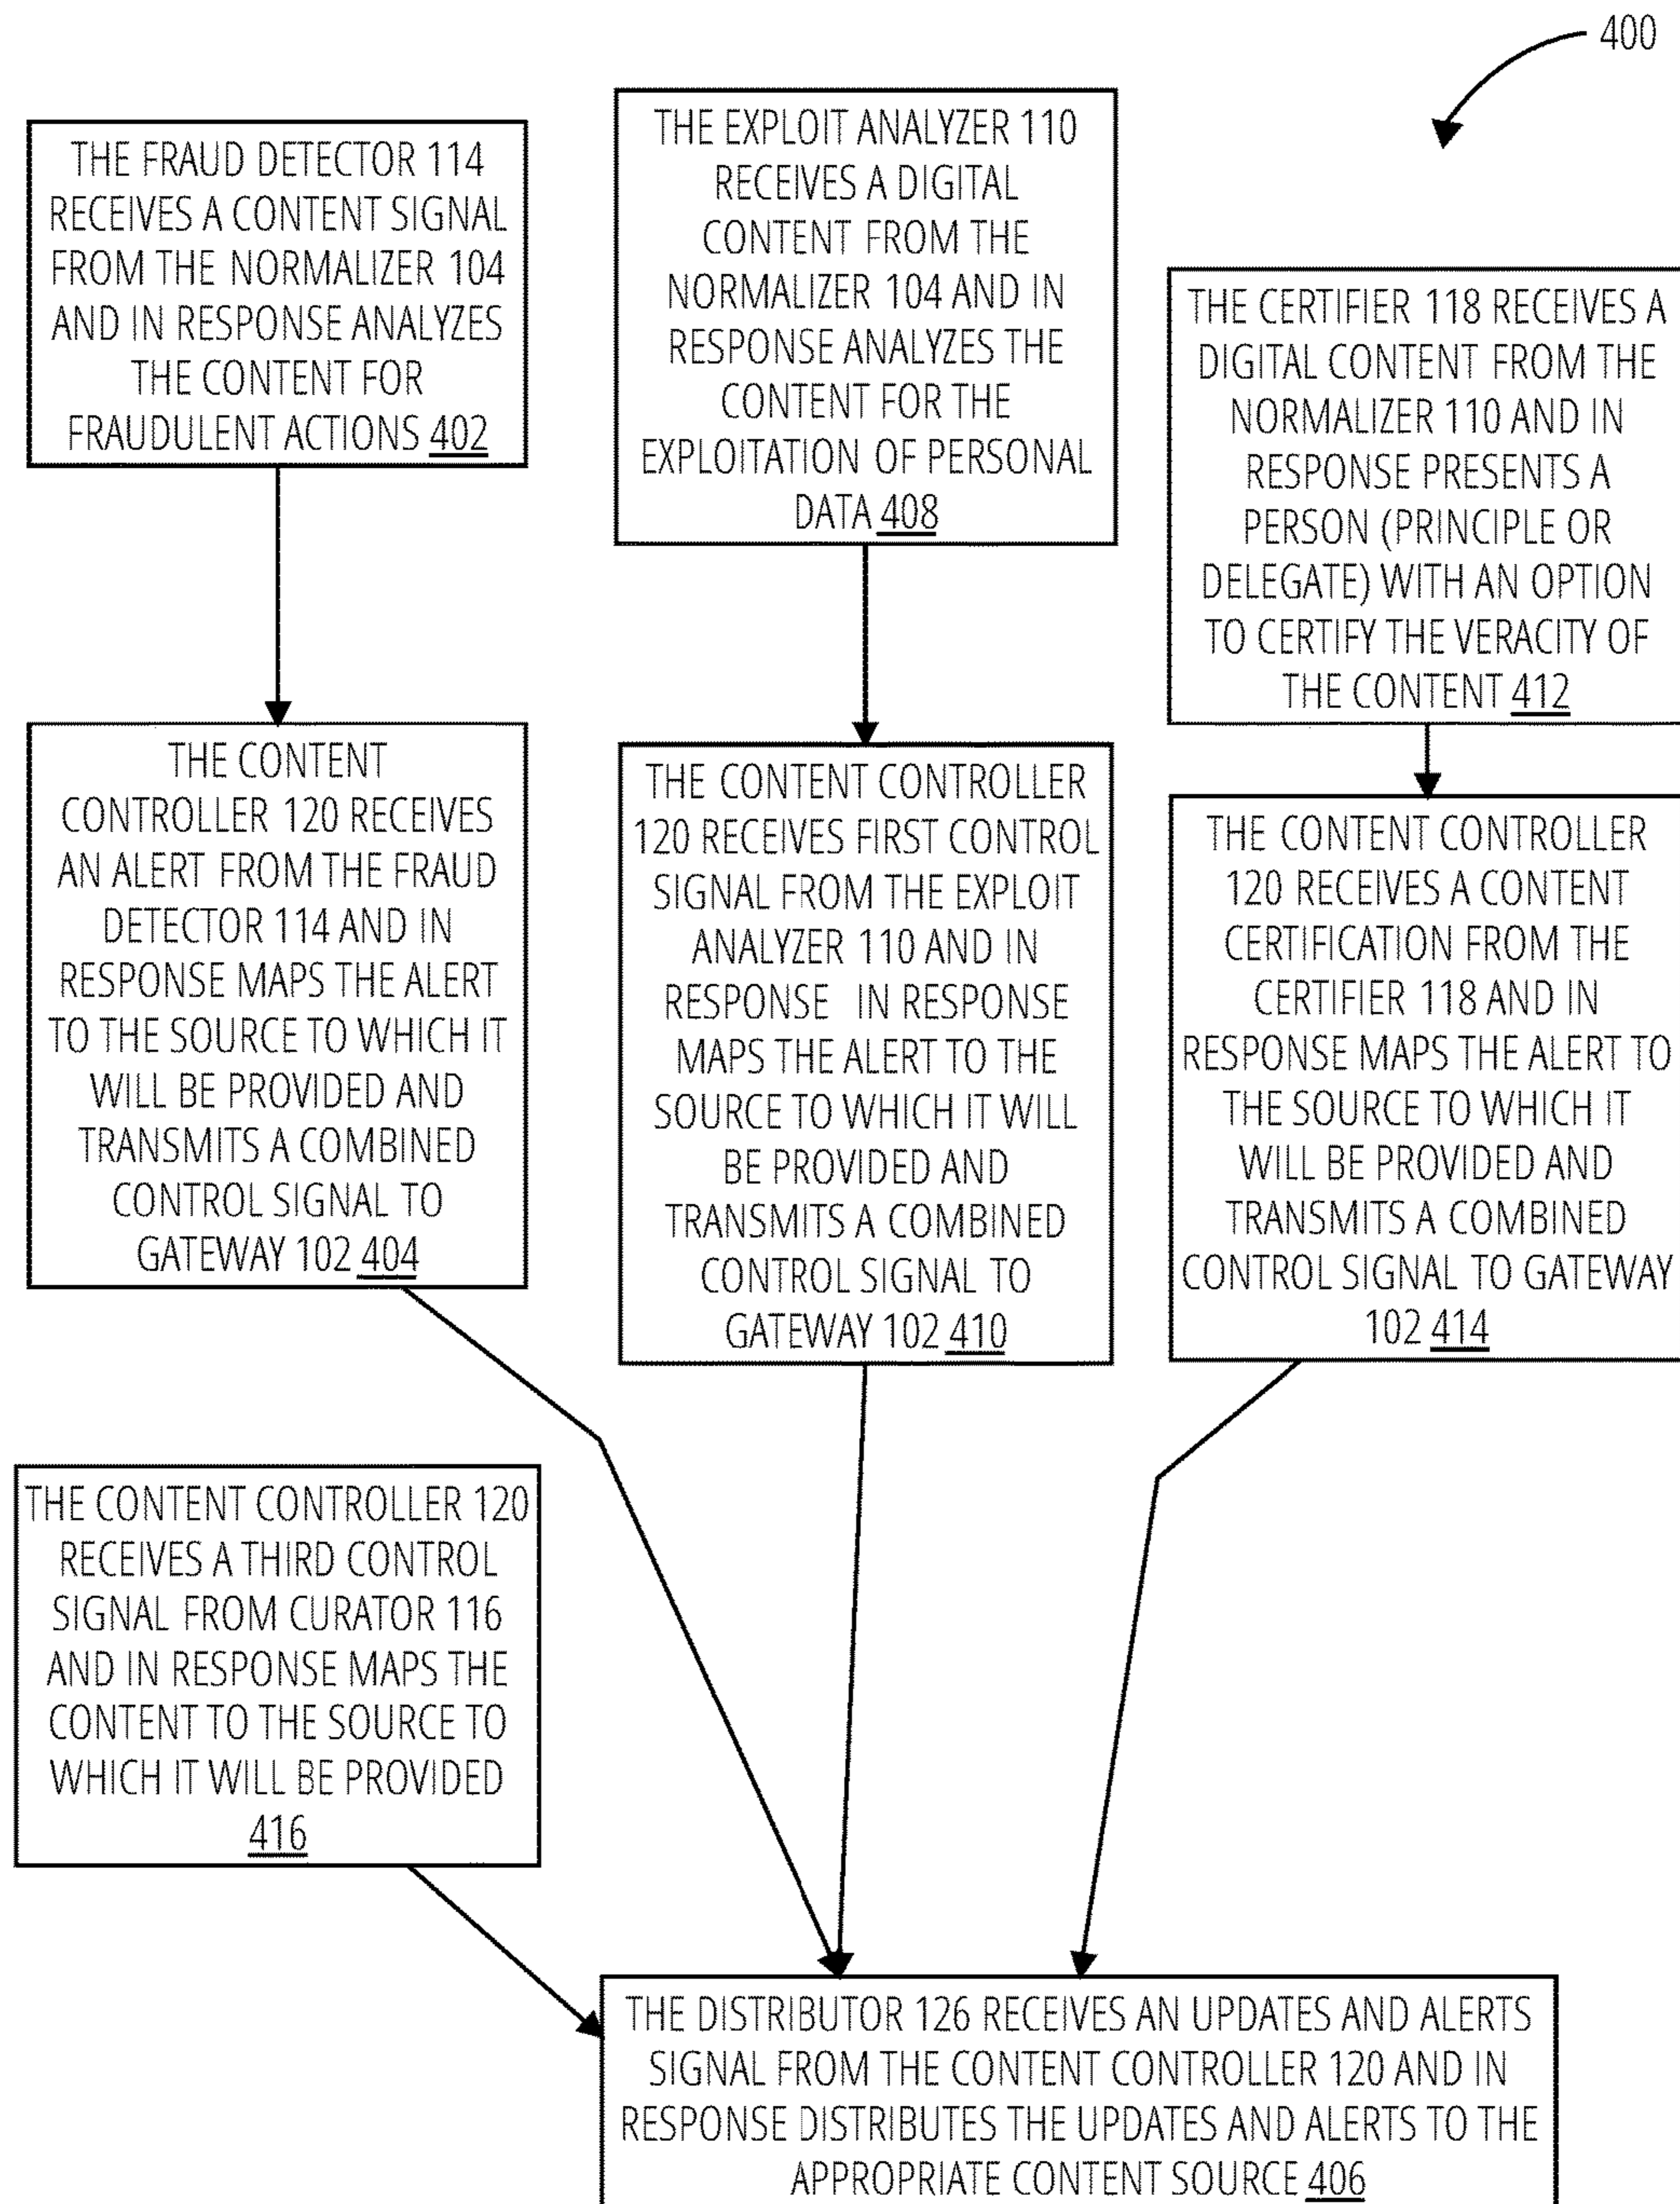 400
THE FRAUD DETECTOR 114
RECEIVES A CONTENT SIGNAL
FROM THE NORMALIZER 104
AND IN RESPONSE ANALYZES
THE CONTENT FOR
FRAUDULENT ACTIONS 402
THE EXPLOIT ANALYZER 110
RECEIVES A DIGITAL
CONTENT FROM THE
NORMALIZER 104 AND IN
RESPONSE ANALYZES THE
CONTENT FOR THE
EXPLOITATION OF PERSONAL
DATA 408
THE CERTIFIER 118 RECEIVES A
DIGITAL CONTENT FROM THE
NORMALIZER 110 AND IN
RESPONSE PRESENTS A
PERSON (PRINCIPLE OR
DELEGATE) WITH AN OPTION
TO CERTIFY THE VERACITY OF
THE CONTENT 412
THE CONTENT
CONTROLLER 120 RECEIVES
AN ALERT FROM THE FRAUD
DETECTOR 114 AND IN
RESPONSE MAPS THE ALERT
TO THE SOURCE TO WHICH IT
WILL BE PROVIDED AND
TRANSMITS A COMBINED
CONTROL SIGNAL TO
GATEWAY 102 404
THE CONTENT CONTROLLER
120 RECEIVES FIRST CONTROL
SIGNAL FROM THE EXPLOIT
ANALYZER 110 AND IN
RESPONSE IN RESPONSE
MAPS THE ALERT TO THE
SOURCE TO WHICH IT WILL
BE PROVIDED AND
TRANSMITS A COMBINED
CONTROL SIGNAL TO
GATEWAY 102 410
THE CONTENT CONTROLLER
120 RECEIVES A CONTENT
CERTIFICATION FROM THE
CERTIFIER 118 AND IN
RESPONSE MAPS THE ALERT TO
THE SOURCE TO WHICH IT
WILL BE PROVIDED AND
TRANSMITS A COMBINED
CONTROL SIGNAL TO GATEWAY
102 414
THE CONTENT CONTROLLER 120
RECEIVES A THIRD CONTROL
SIGNAL FROM CURATOR 116
AND IN RESPONSE MAPS THE
CONTENT TO THE SOURCE TO
WHICH IT WILL BE PROVIDED
416
THE DISTRIBUTOR 126 RECEIVES AN UPDATES AND ALERTS
SIGNAL FROM THE CONTENT CONTROLLER 120 AND IN
RESPONSE DISTRIBUTES THE UPDATES AND ALERTS TO THE
APPROPRIATE CONTENT SOURCE 406